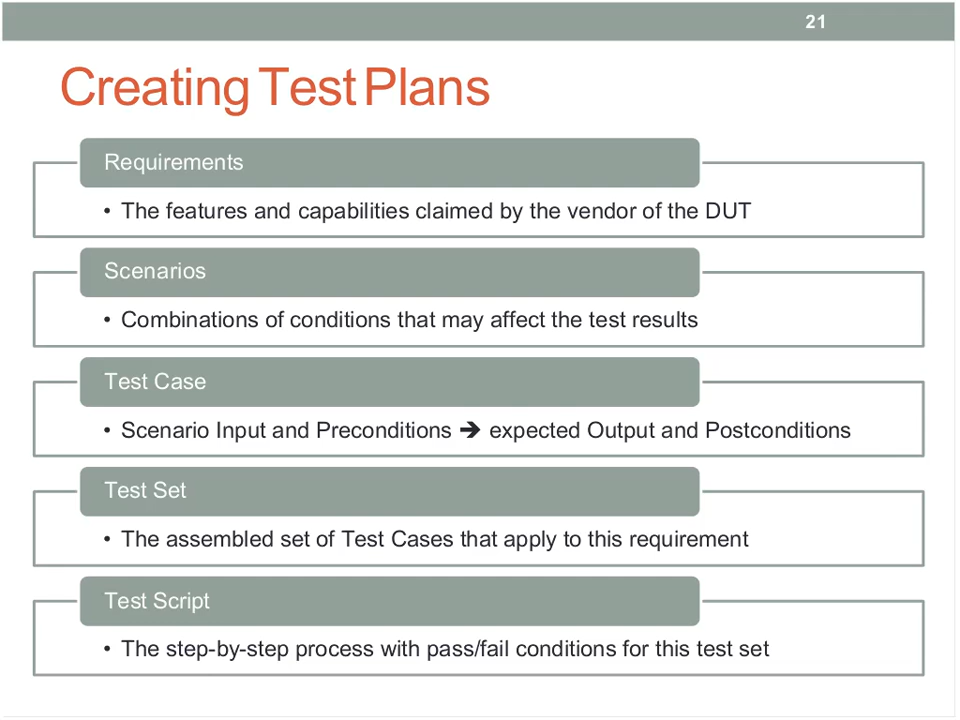 21
Creating Test Plans
Requirements
• The features and capabilities claimed by the vendor of the DUT
Scenarios
• Combinations of conditions that may affect the test results
Test Case
• Scenario Input and Preconditions ➔ expected Output and Postconditions
Test Set
• The assembled set of Test Cases that apply to this requirement
Test Script
• The step-by-step process with pass/fail conditions for this test set